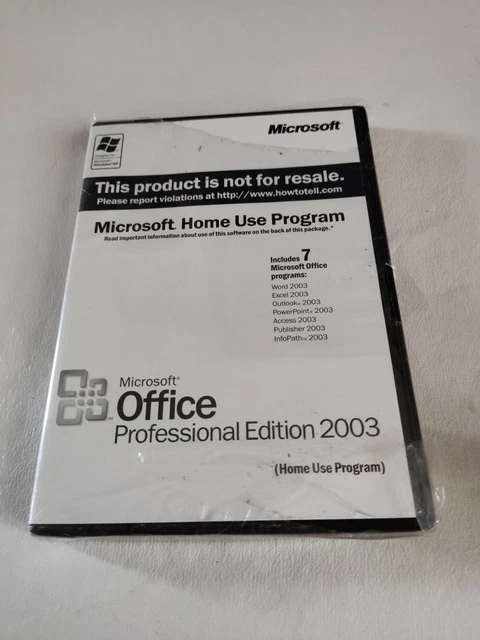 Microsoft
Windows XP
This product is not for resale.
Please report violations at http://www.howtotell.com
Microsoft® Home Use Program
Read important information about use of this software on the back of this package.*
Includes 7
Microsoft Office
programs:
Word 2003
Excel 2003
Outlook® 2003
PowerPoint® 2003
Access 2003
Publisher 2003
InfoPath™ 2003
Microsoft®
Office
Professional Edition 2003
(Home Use Program)